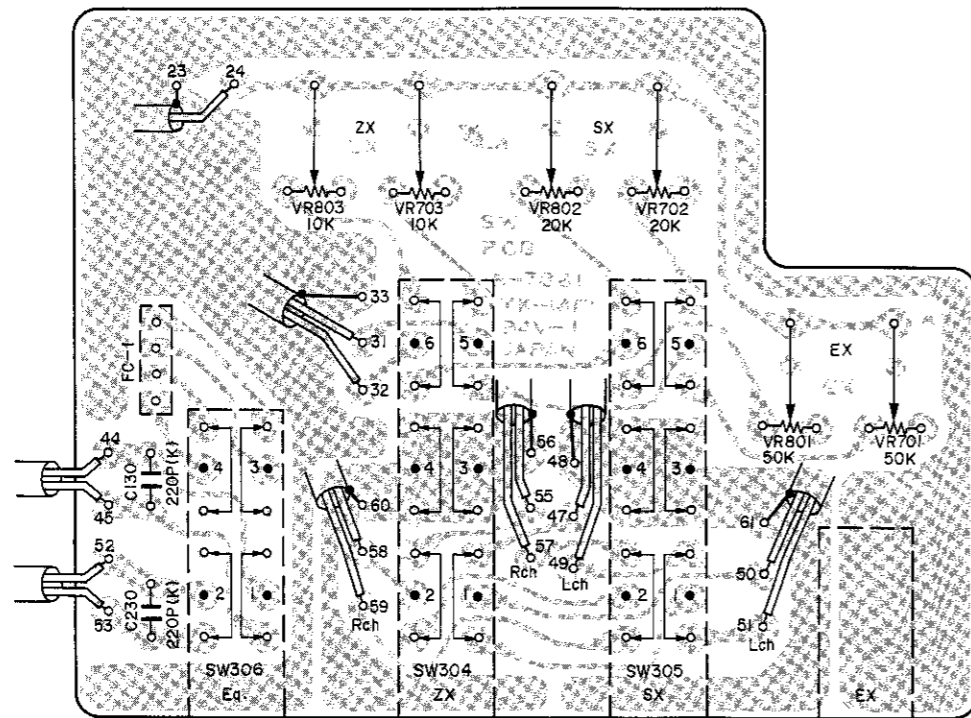 23 24
ZX SX
VR803 VR703 VR802 VR702
10K 10K 20K 20K
33
31
32
6 5 6 5
EX
FC-1
VR801 VR701
50K 50K
44
45
C130
220P(K)
4 3
56
48
4 3 4 3
60
55
47
61
52
53
C230
220P(K)
58
57
Rch
49
Lch
50
2 1
59
Rch
2 1 2 1
51
Lch
SW306
Eq.
SW304
ZX
SW305
SX
EX